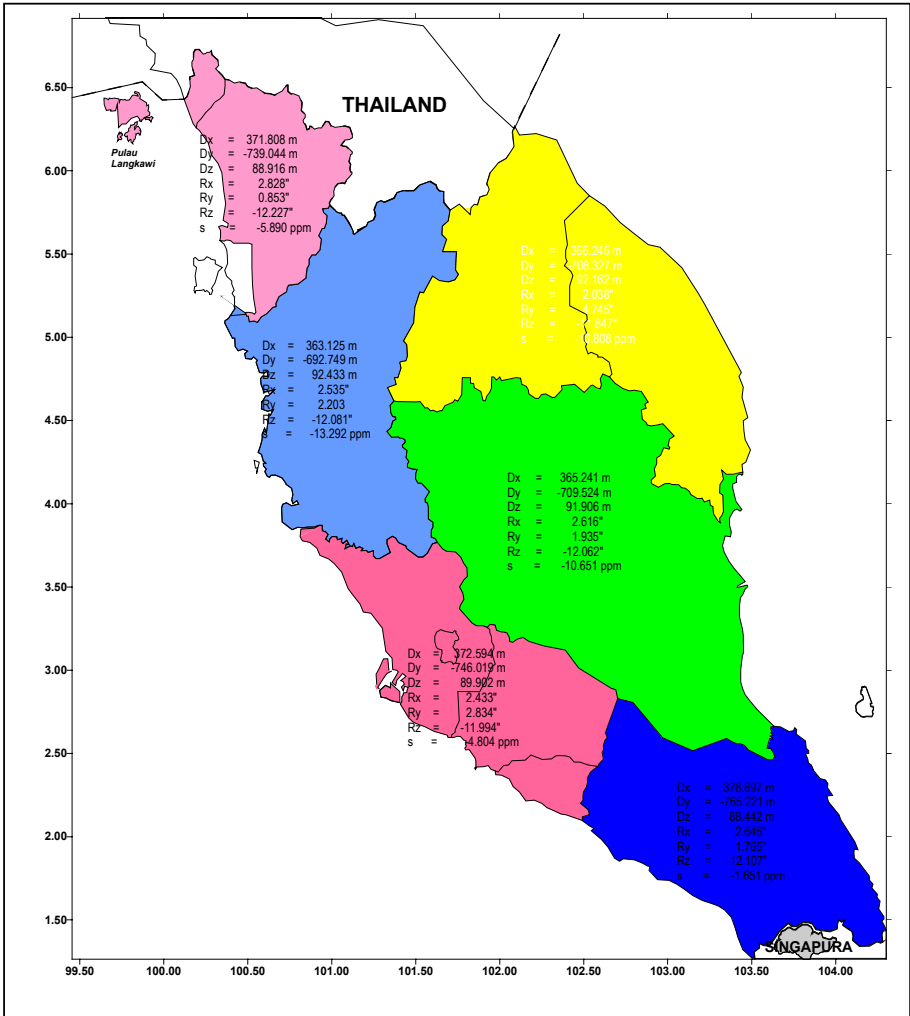 6.50
THAILAND
Pulau
Langkawi
Dx = 371.808 m
Dy = -739.044 m
Dz = 88.916 m
Rx = 2.828"
Ry = 0.853"
Rz = -12.227"
s = -5.890 ppm
6.00
5.50
Dx = m
Dy = m
Dz = 92.162 m
Rx = 2.038"
Ry =
Rz =
s = ppm
5.00
Dx = 363.125 m
Dy = -692.749 m
Dz = 92.433 m
Rx = 2.535"
Ry = 2.203
Rz = -12.081"
s = -13.292 ppm
4.50
Dx = 365.241 m
Dy = -709.524 m
Dz = 91.906 m
Rx = 2.616"
Ry = 1.935"
Rz = -12.062"
s = -10.651 ppm
4.00
3.50
3.00
Dx = 372.594 m
Dy = -746.019 m
Dz = 89.902 m
Rx = 2.433"
Ry = 2.834"
Rz = -11.994"
s = -4.804 ppm
2.50
Dx = 378.697 m
Dy = -765.221 m
Dz = 88.442 m
Rx = 2.646"
Ry = 1.765"
Rz = -12.107"
s = -1.651 ppm
2.00
1.50
SINGAPURA
99.50 100.00 100.50 101.00 101.50 102.00 102.50 103.00 103.50 104.00